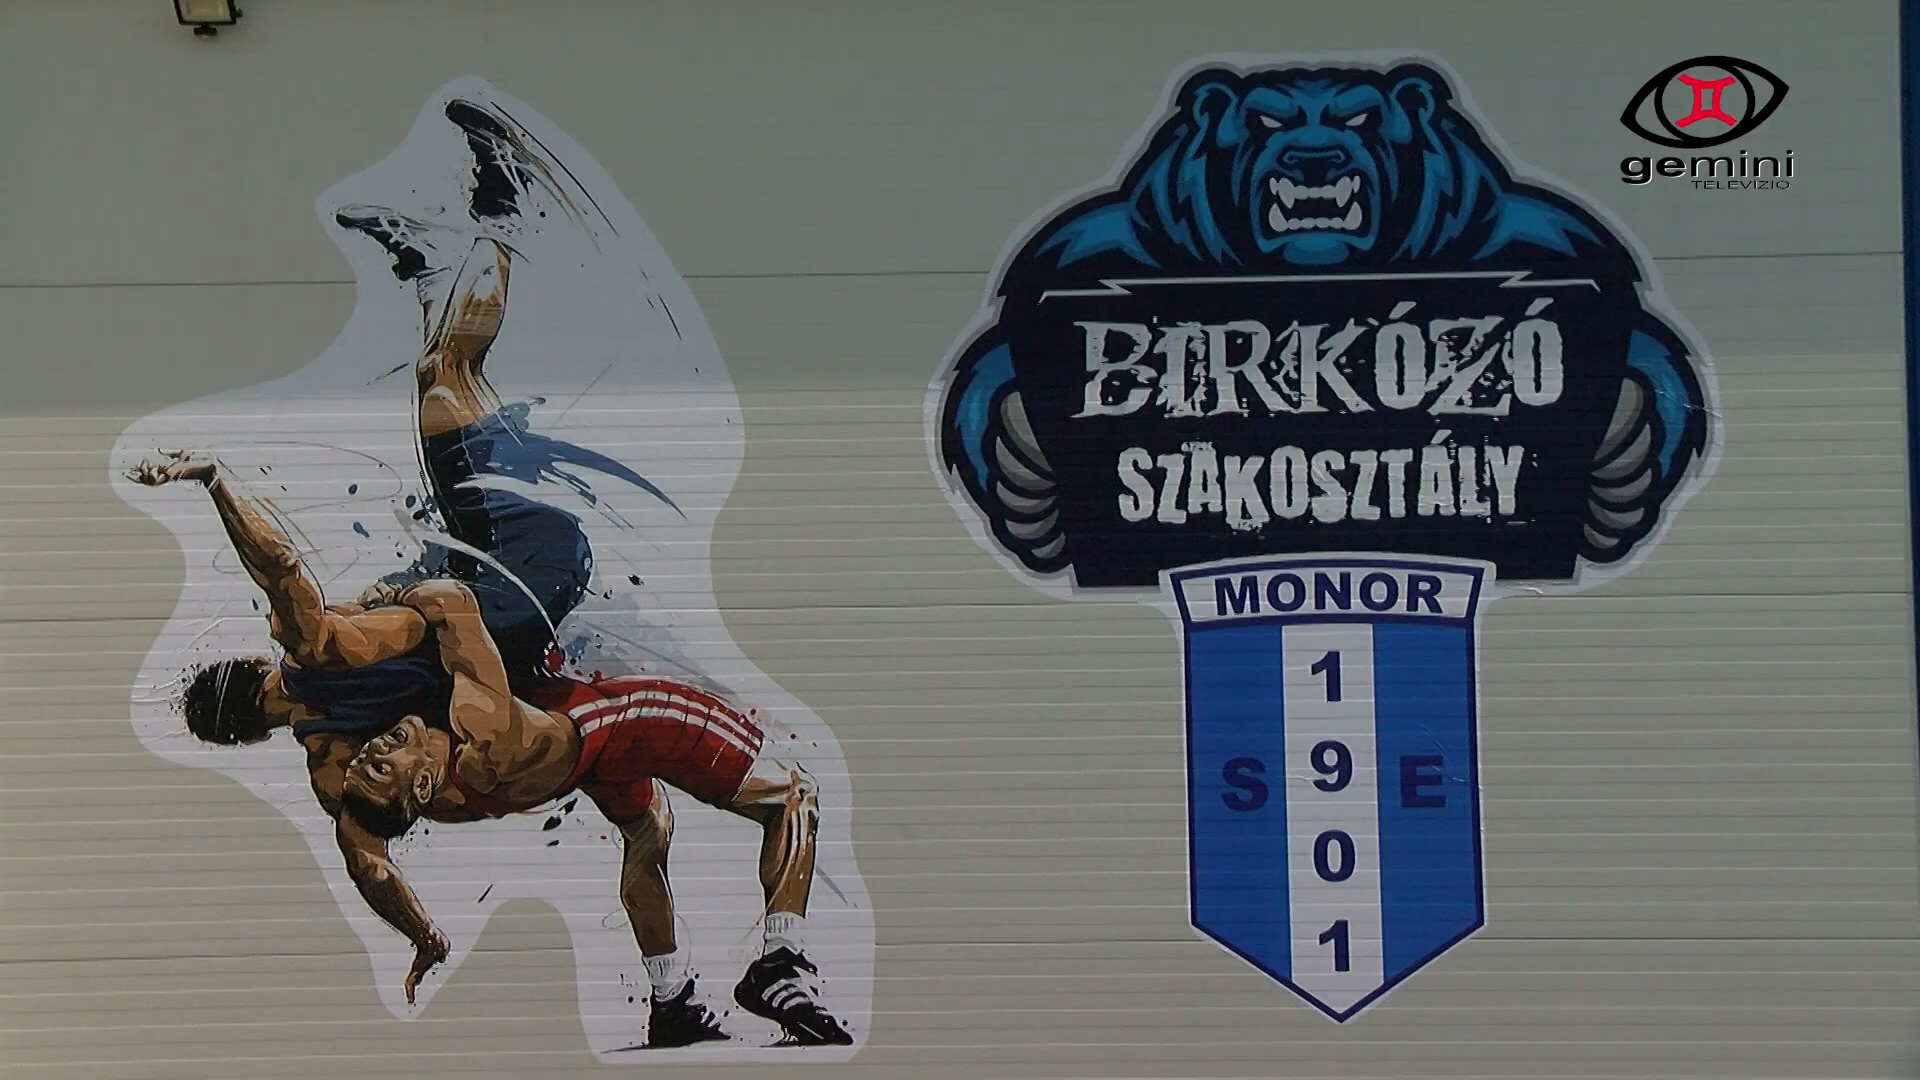 gemini
TELEVÍZIÓ
BIRKÓZÓ
SZAKOSZTÁLY
MONOR
1
9
S E
0
1